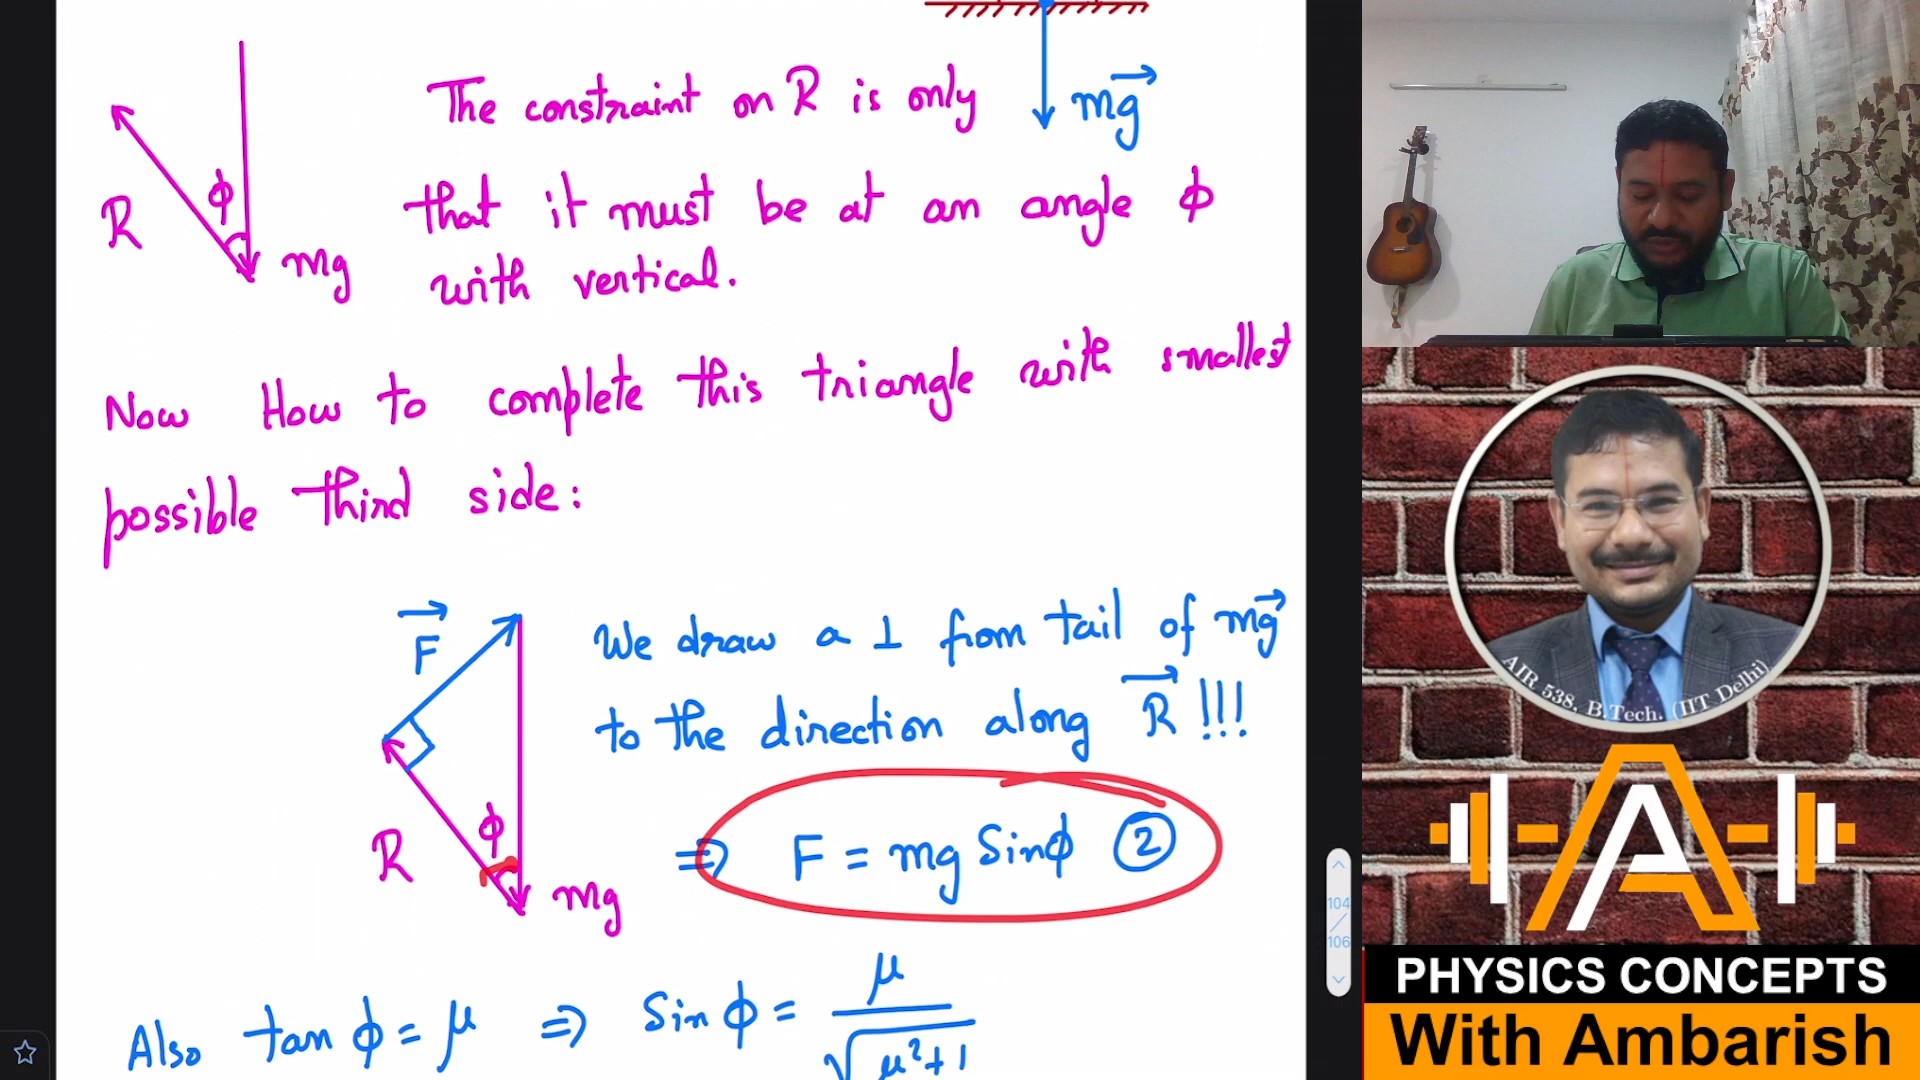 The constraint on R is only
mg
that it must be at an angle ϕ
with vertical.
ϕ
R
mg
Now How to complete this triangle with smallest
possible third side:
F
We draw a ⊥ from tail of mg
to the direction along R !!!
ϕ
R
mg
⇒ F = mg Sinϕ ②
Also tan ϕ = μ ⇒ Sin ϕ = μ / √μ²+1
104
106
AIR 538, B.Tech. (IIT Delhi)
PHYSICS CONCEPTS
With Ambarish